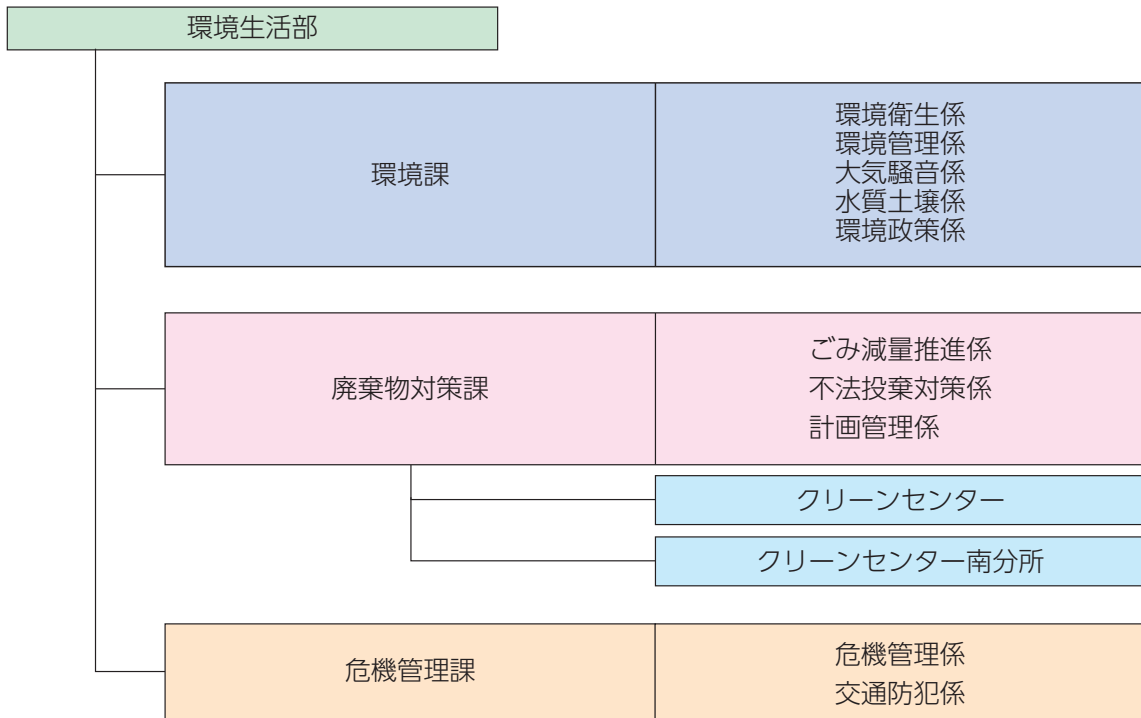 環境生活部
環境課
環境衛生係
環境管理係
大気騒音係
水質土壌係
環境政策係
廃棄物対策課
ごみ減量推進係
不法投棄対策係
計画管理係
クリーンセンター
クリーンセンター南分所
危機管理課
危機管理係
交通防犯係